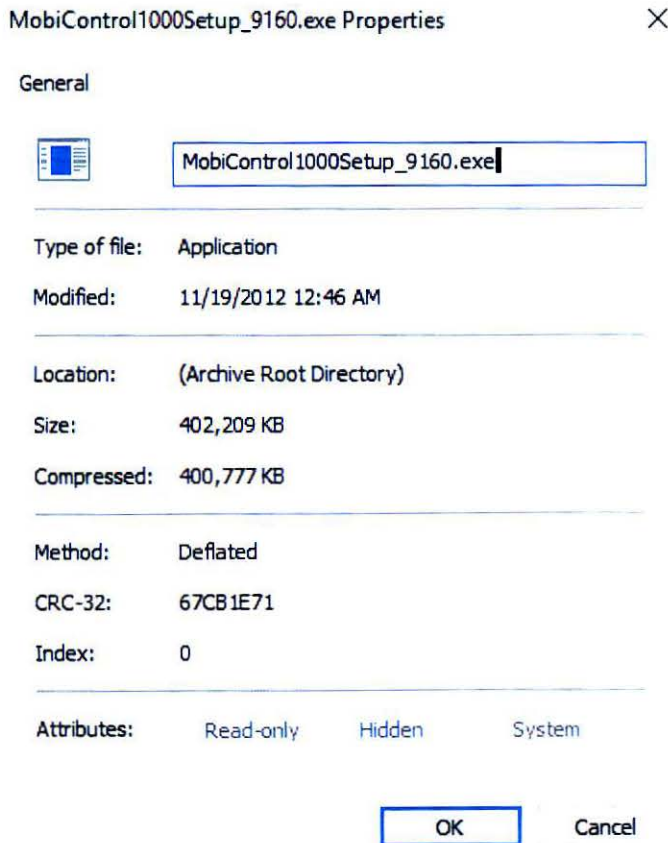 MobiControl1000Setup_9160.exe Properties
General
MobiControl1000Setup_9160.exe
Type of file: Application
Modified: 11/19/2012 12:46 AM
Location: (Archive Root Directory)
Size: 402,209 KB
Compressed: 400,777 KB
Method: Deflated
CRC-32: 67CB1E71
Index: 0
Attributes: Read-only Hidden System
OK Cancel